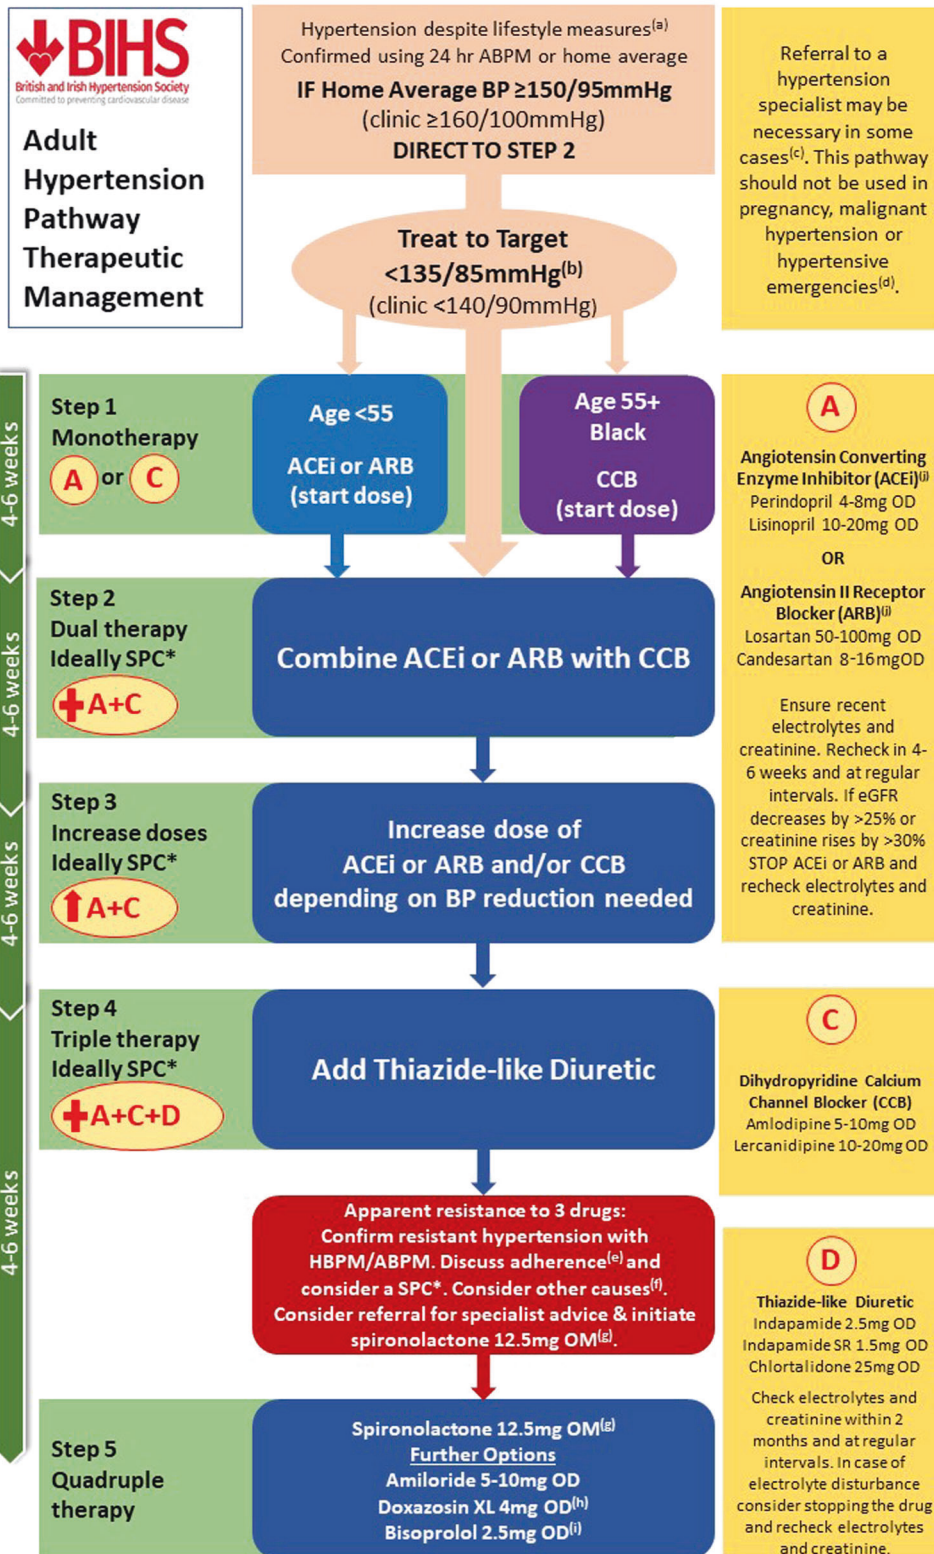 BIHS
British and Irish Hypertension Society
Committed to preventing cardiovascular disease
Adult
Hypertension
Pathway
Therapeutic
Management
Hypertension despite lifestyle measures(a)
Confirmed using 24 hr ABPM or home average
IF Home Average BP ≥150/95mmHg
(clinic ≥160/100mmHg)
DIRECT TO STEP 2
Referral to a
hypertension
specialist may be
necessary in some
cases(c). This pathway
should not be used in
pregnancy, malignant
hypertension or
hypertensive
emergencies(d).
Treat to Target
<135/85mmHg(b)
(clinic <140/90mmHg)
4-6 weeks
Step 1
Monotherapy
A or C
Age <55
ACEi or ARB
(start dose)
Age 55+
Black
CCB
(start dose)
4-6 weeks
Step 2
Dual therapy
Ideally SPC*
+A+C
Combine ACEi or ARB with CCB
4-6 weeks
Step 3
Increase doses
Ideally SPC*
⬆A+C
Increase dose of
ACEi or ARB and/or CCB
depending on BP reduction needed
4-6 weeks
Step 4
Triple therapy
Ideally SPC*
+A+C+D
Add Thiazide-like Diuretic
Apparent resistance to 3 drugs:
Confirm resistant hypertension with
HBPM/ABPM. Discuss adherence(e) and
consider a SPC*. Consider other causes(f).
Consider referral for specialist advice & initiate
spironolactone 12.5mg OM(g).
Step 5
Quadruple
therapy
Spironolactone 12.5mg OM(g)
Further Options
Amiloride 5-10mg OD
Doxazosin XL 4mg OD(h)
Bisoprolol 2.5mg OD(i)
A
Angiotensin Converting
Enzyme Inhibitor (ACEi)(j)
Perindopril 4-8mg OD
Lisinopril 10-20mg OD
OR
Angiotensin II Receptor
Blocker (ARB)(j)
Losartan 50-100mg OD
Candesartan 8-16mgOD
Ensure recent
electrolytes and
creatinine. Recheck in 4-
6 weeks and at regular
intervals. If eGFR
decreases by >25% or
creatinine rises by >30%
STOP ACEi or ARB and
recheck electrolytes and
creatinine.
C
Dihydropyridine Calcium
Channel Blocker (CCB)
Amlodipine 5-10mg OD
Lercanidipine 10-20mg OD
D
Thiazide-like Diuretic
Indapamide 2.5mg OD
Indapamide SR 1.5mg OD
Chlortalidone 25mg OD
Check electrolytes and
creatinine within 2
months and at regular
intervals. In case of
electrolyte disturbance
consider stopping the drug
and recheck electrolytes
and creatinine.